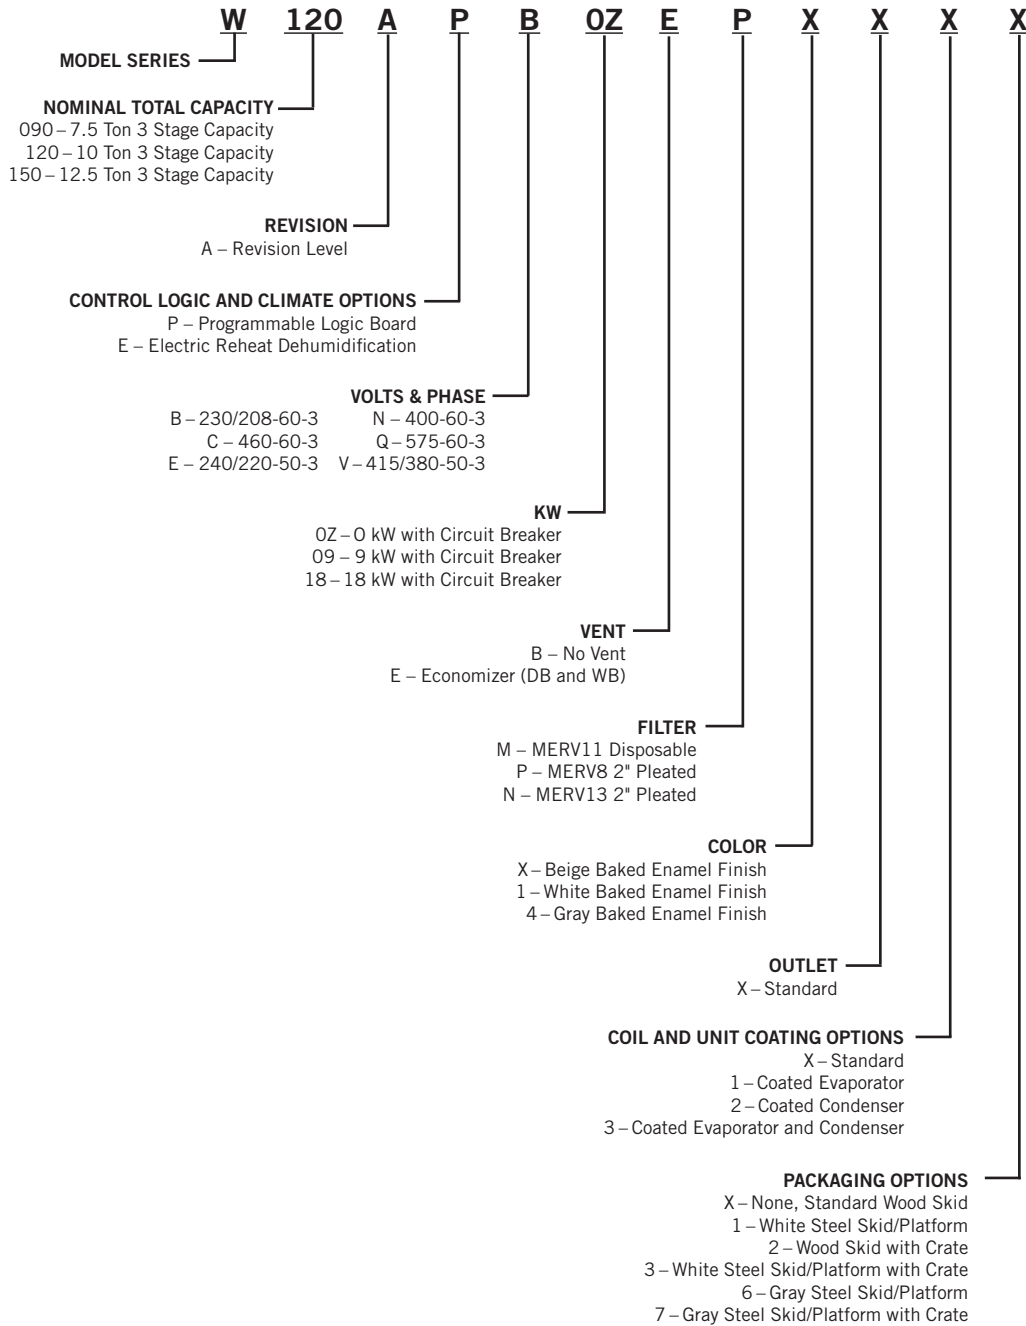 W 120 A P B 0Z E P X X X X
MODEL SERIES
NOMINAL TOTAL CAPACITY
090 – 7.5 Ton 3 Stage Capacity
120 – 10 Ton 3 Stage Capacity
150 – 12.5 Ton 3 Stage Capacity
REVISION
A – Revision Level
CONTROL LOGIC AND CLIMATE OPTIONS
P – Programmable Logic Board
E – Electric Reheat Dehumidification
VOLTS & PHASE
B – 230/208-60-3 N – 400-60-3
C – 460-60-3 Q – 575-60-3
E – 240/220-50-3 V – 415/380-50-3
KW
0Z – 0 kW with Circuit Breaker
09 – 9 kW with Circuit Breaker
18 – 18 kW with Circuit Breaker
VENT
B – No Vent
E – Economizer (DB and WB)
FILTER
M – MERV11 Disposable
P – MERV8 2" Pleated
N – MERV13 2" Pleated
COLOR
X – Beige Baked Enamel Finish
1 – White Baked Enamel Finish
4 – Gray Baked Enamel Finish
OUTLET
X – Standard
COIL AND UNIT COATING OPTIONS
X – Standard
1 – Coated Evaporator
2 – Coated Condenser
3 – Coated Evaporator and Condenser
PACKAGING OPTIONS
X – None, Standard Wood Skid
1 – White Steel Skid/Platform
2 – Wood Skid with Crate
3 – White Steel Skid/Platform with Crate
6 – Gray Steel Skid/Platform
7 – Gray Steel Skid/Platform with Crate